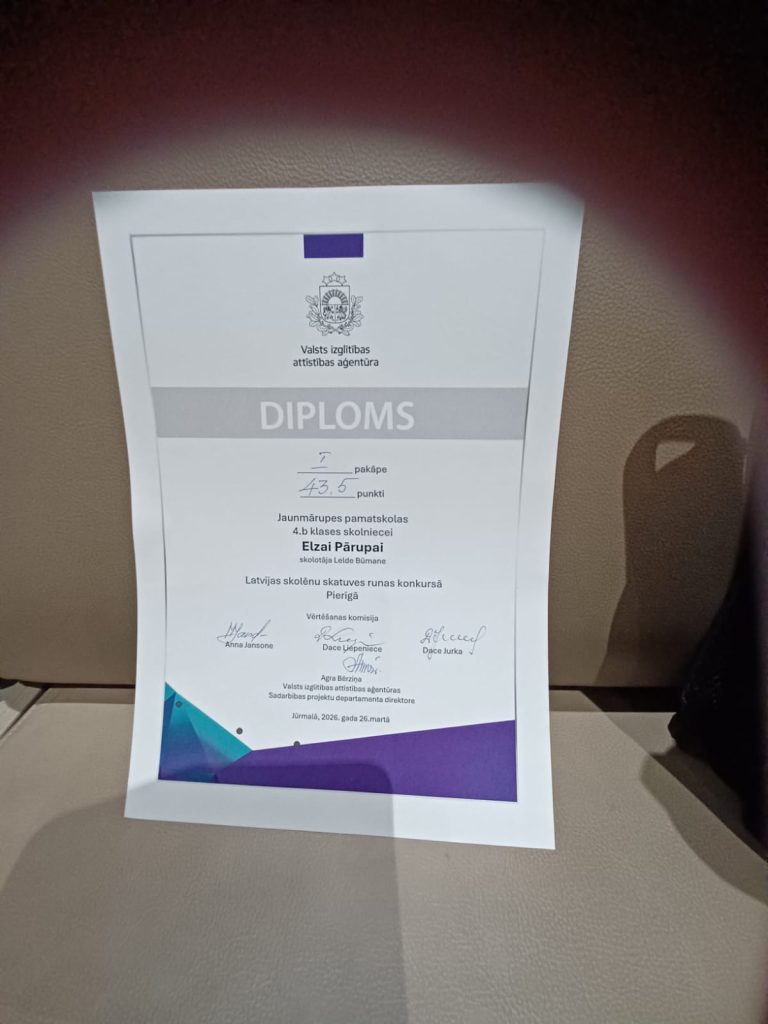 Valsts izglītības
attīstības aģentūra
DIPLOMS
I pakāpe
43.5 punkti
Jaunmārupes pamatskolas
4.b klases skolniecei
Elzai Pārupai
skolotāja Lelde Būmane
Latvijas skolēnu skatuves runas konkursā
Pierīgā
Vērtēšanas komisija
Anna Jansone Dace Liepeniece Dace Jurka
Agra Bērziņa
Valsts izglītības attīstības aģentūras
Sadarbības projektu departamenta direktore
Jūrmalā, 2026. gada 26.martā